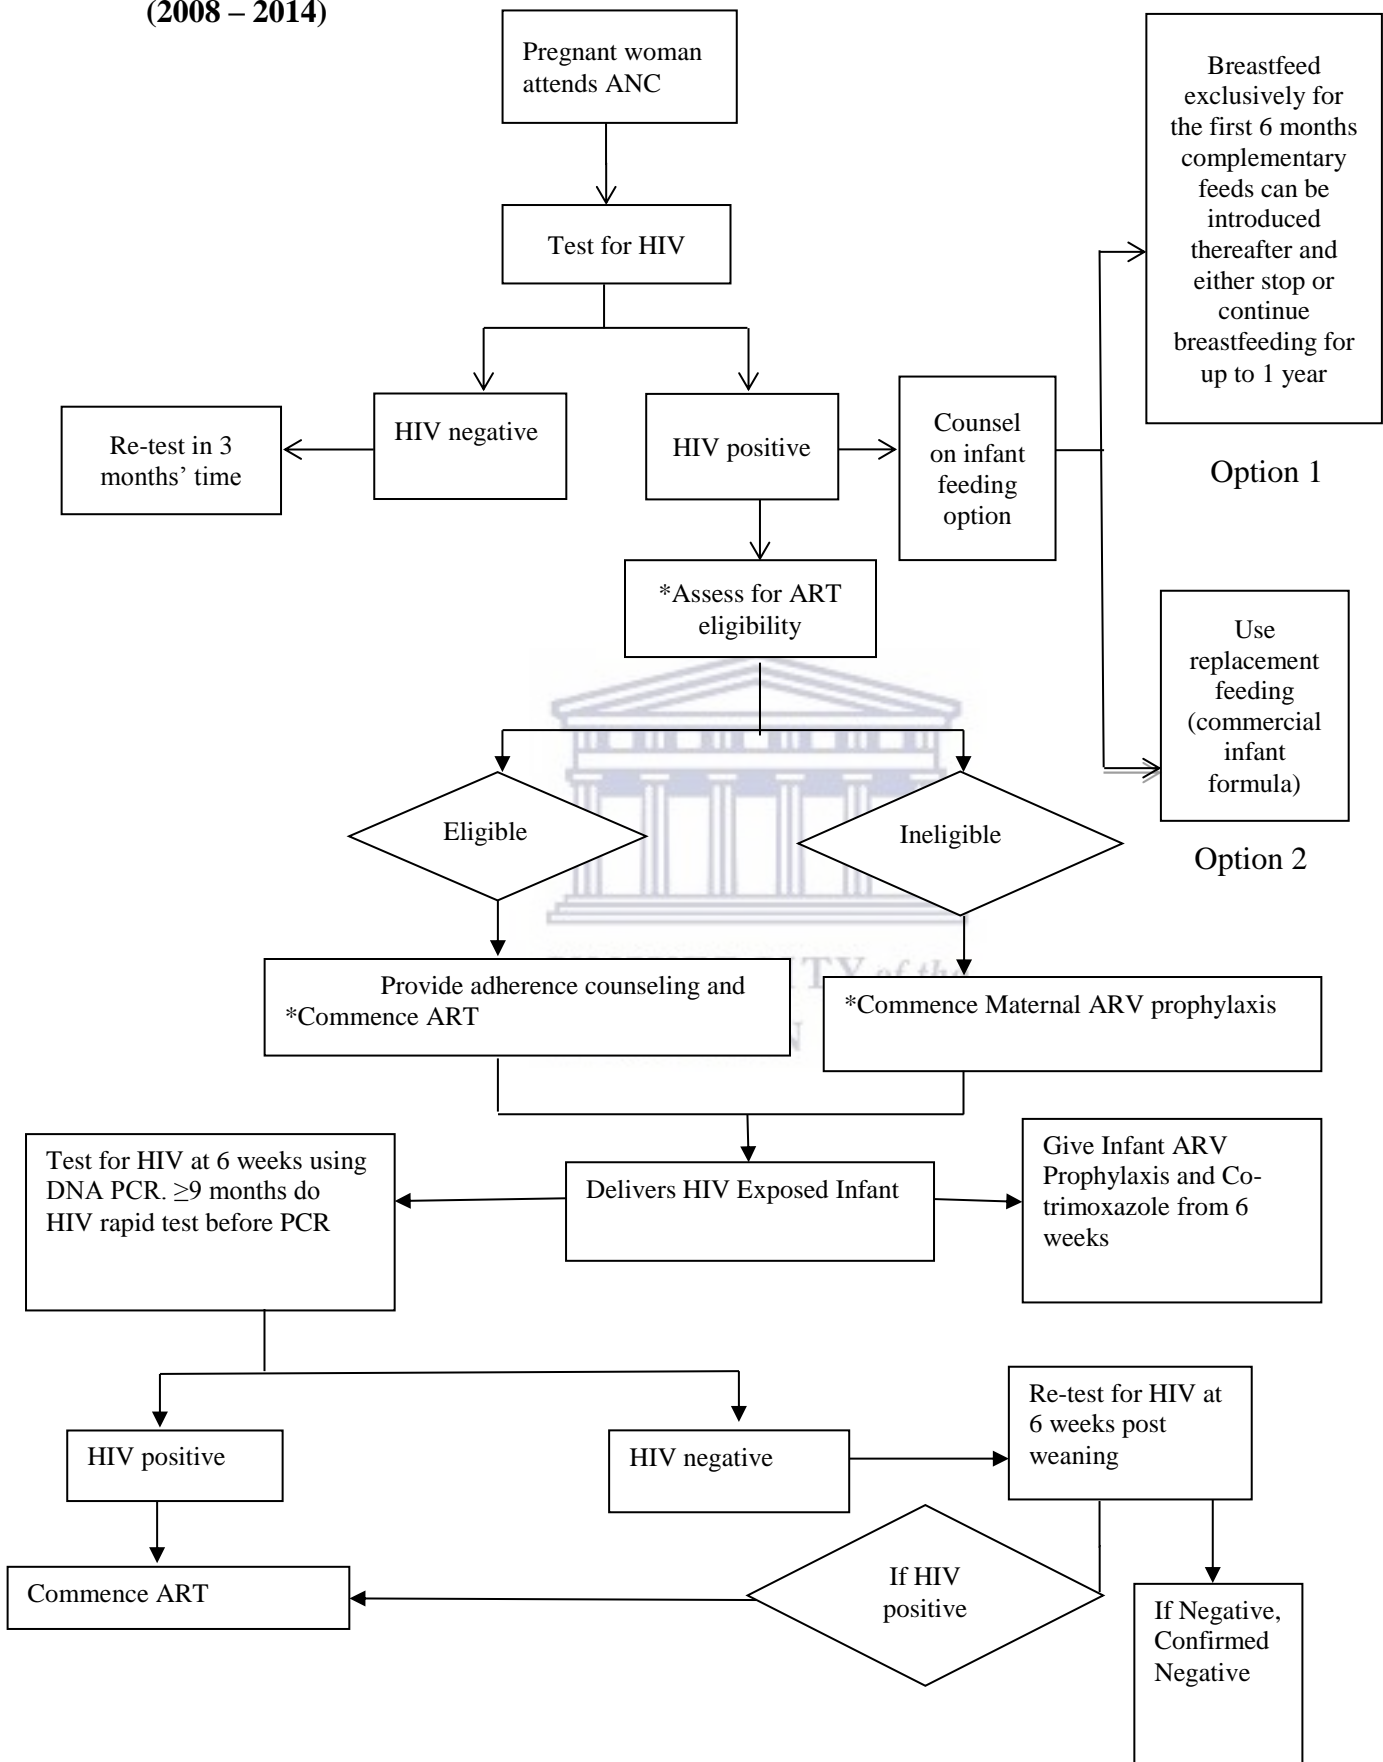 (2008 – 2014)
Pregnant woman
attends ANC
Breastfeed
exclusively for
the first 6 months
complementary
feeds can be
introduced
thereafter and
either stop or
continue
breastfeeding for
up to 1 year
Test for HIV
HIV negative
Re-test in 3
months’ time
HIV positive
Counsel
on infant
feeding
option
Option 1
*Assess for ART
eligibility
Use
replacement
feeding
(commercial
infant
formula)
Eligible
Ineligible
Option 2
of the
Provide adherence counseling and
*Commence ART
*Commence Maternal ARV prophylaxis
Test for HIV at 6 weeks using
DNA PCR. ≥9 months do
HIV rapid test before PCR
Delivers HIV Exposed Infant
Give Infant ARV
Prophylaxis and Co-
trimoxazole from 6
weeks
HIV positive
HIV negative
Re-test for HIV at
6 weeks post
weaning
Commence ART
If HIV
positive
If Negative,
Confirmed
Negative